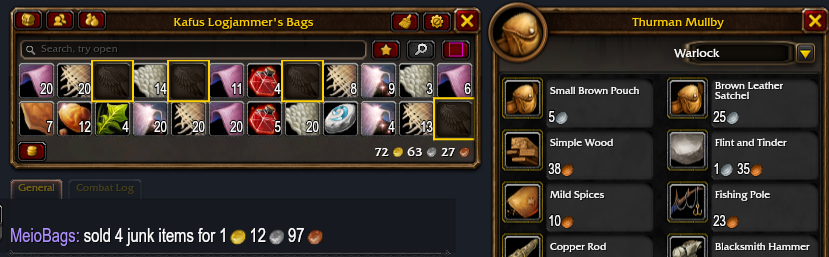 Kafus Logjammer's Bags
Search, try open
20 20 14 11 4 8 9 3 6
7 12 4 20 20 20 5 20 4 13
72 63 27
General Combat Log
MeioBags: sold 4 junk items for 1 12 97
Thurman Mullby
Warlock
Small Brown Pouch
5
Brown Leather
Satchel
25
Simple Wood
38
Flint and Tinder
1 35
Mild Spices
10
Fishing Pole
23
Copper Rod
Blacksmith Hammer